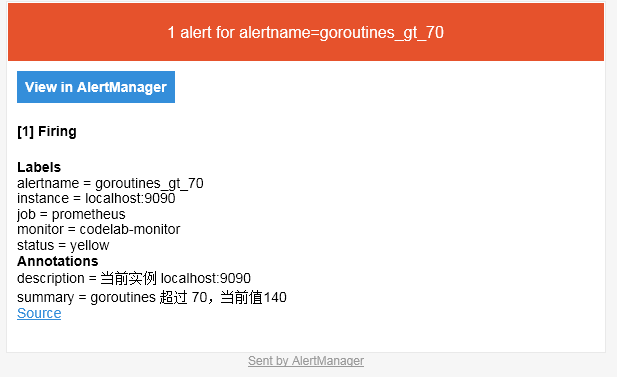 1 alert for alertname=goroutines_gt_70
View in AlertManager
[1] Firing
Labels
alertname = goroutines_gt_70
instance = localhost:9090
job = prometheus
monitor = codelab-monitor
status = yellow
Annotations
description = 当前实例 localhost:9090
summary = goroutines 超过 70，当前值140
Source
Sent by AlertManager